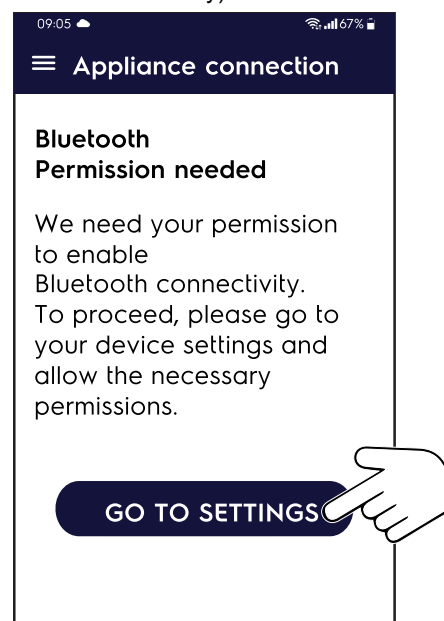 09:05 67%
Appliance connection
Bluetooth
Permission needed
We need your permission
to enable
Bluetooth connectivity.
To proceed, please go to
your device settings and
allow the necessary
permissions.
GO TO SETTINGS